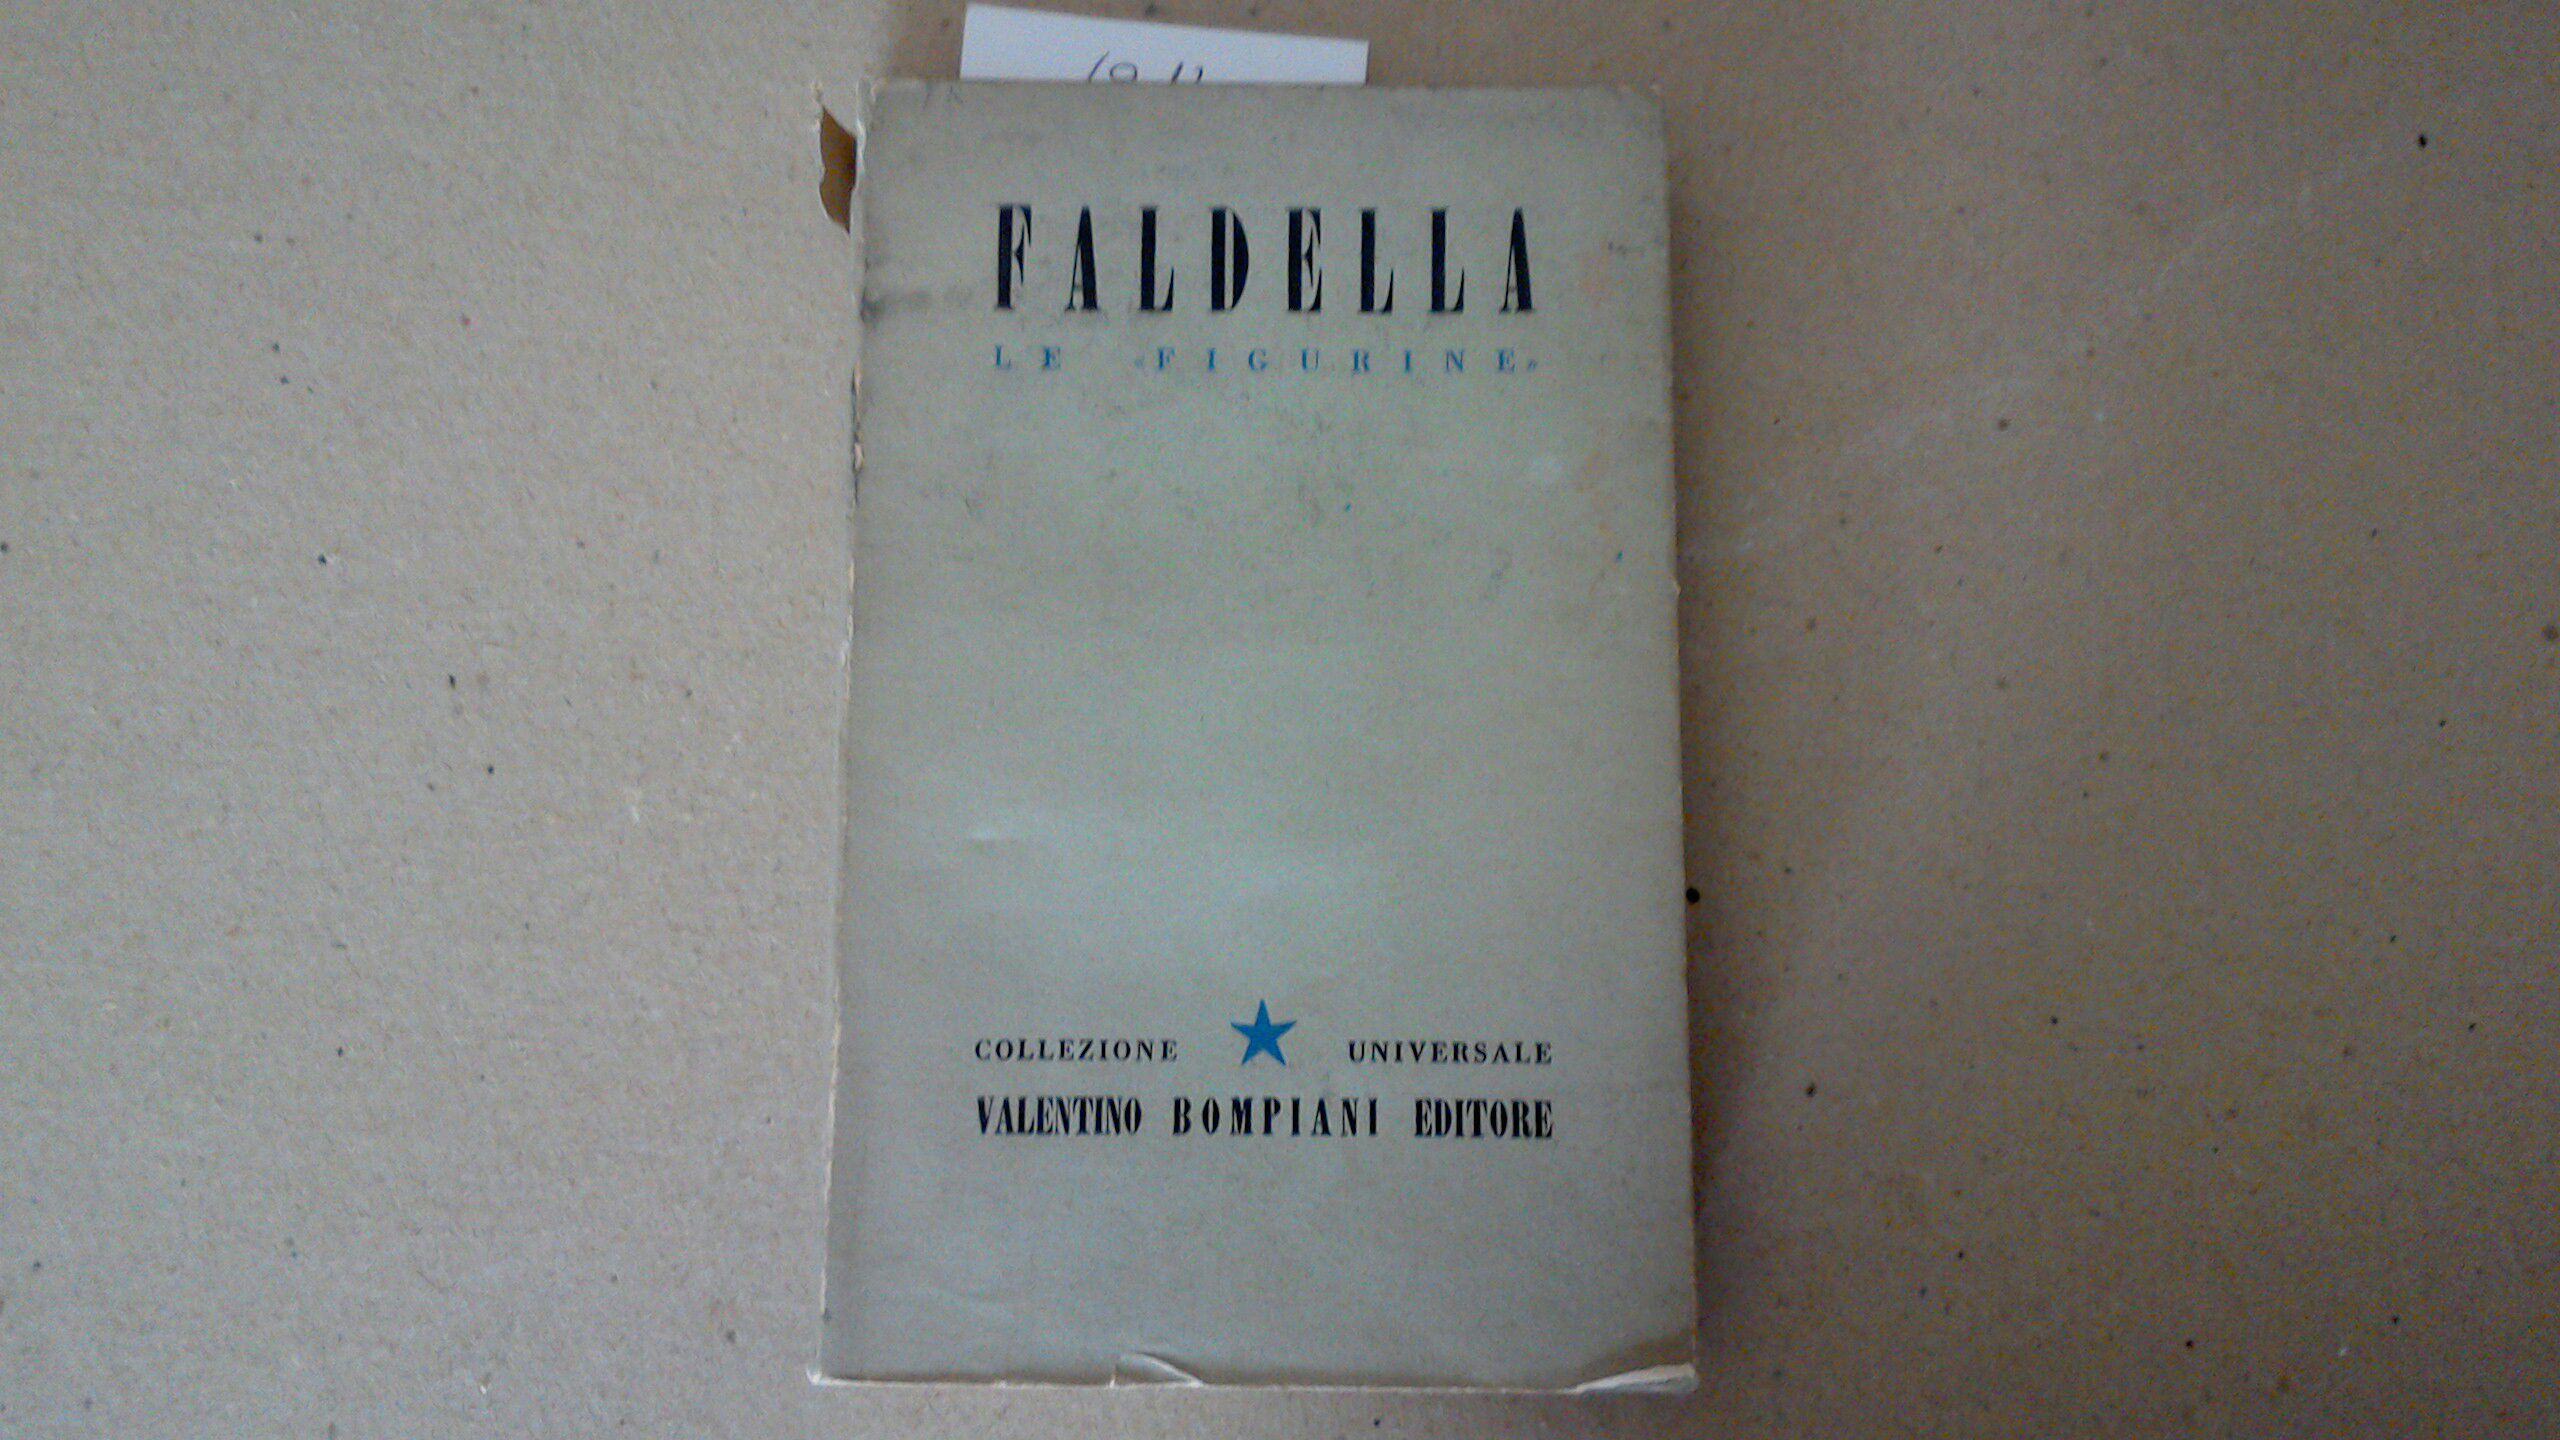 FALDELLA
LE «FIGURINE»
COLLEZIONE UNIVERSALE
VALENTINO BOMPIANI EDITORE